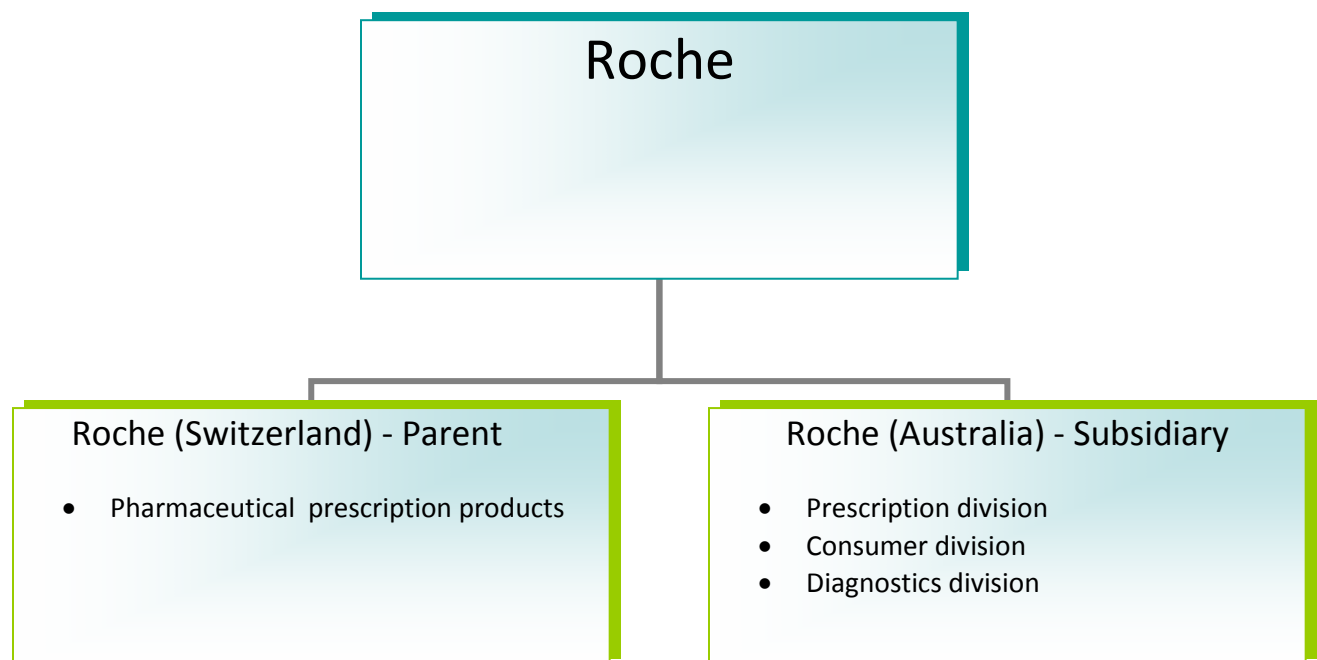 Roche
Roche (Switzerland) - Parent
• Pharmaceutical prescription products
Roche (Australia) - Subsidiary
• Prescription division
• Consumer division
• Diagnostics division